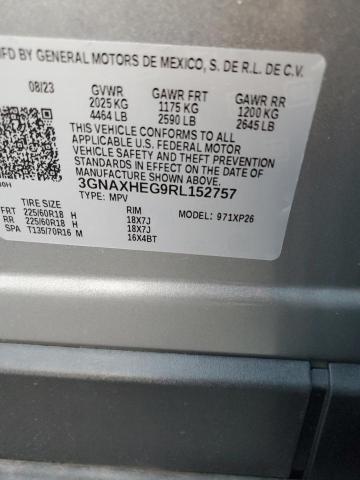 MFD BY GENERAL MOTORS DE MEXICO, S. DE R.L. DE C.V.
08/23 GVWR GAWR FRT GAWR RR
2025 KG 1175 KG 1200 KG
4464 LB 2590 LB 2645 LB
THIS VEHICLE CONFORMS TO ALL
APPLICABLE U.S. FEDERAL MOTOR
VEHICLE SAFETY AND THEFT PREVENTION
STANDARDS IN EFFECT ON THE DATE OF
MANUFACTURE SHOWN ABOVE.
3GNAXHEG9RL152757
TYPE: MPV 971XP26
TIRE SIZE RIM
FRT 225/60R18 H 18X7J
RR 225/60R18 H 18X7J
SPA T135/70R16 M 16X4BT